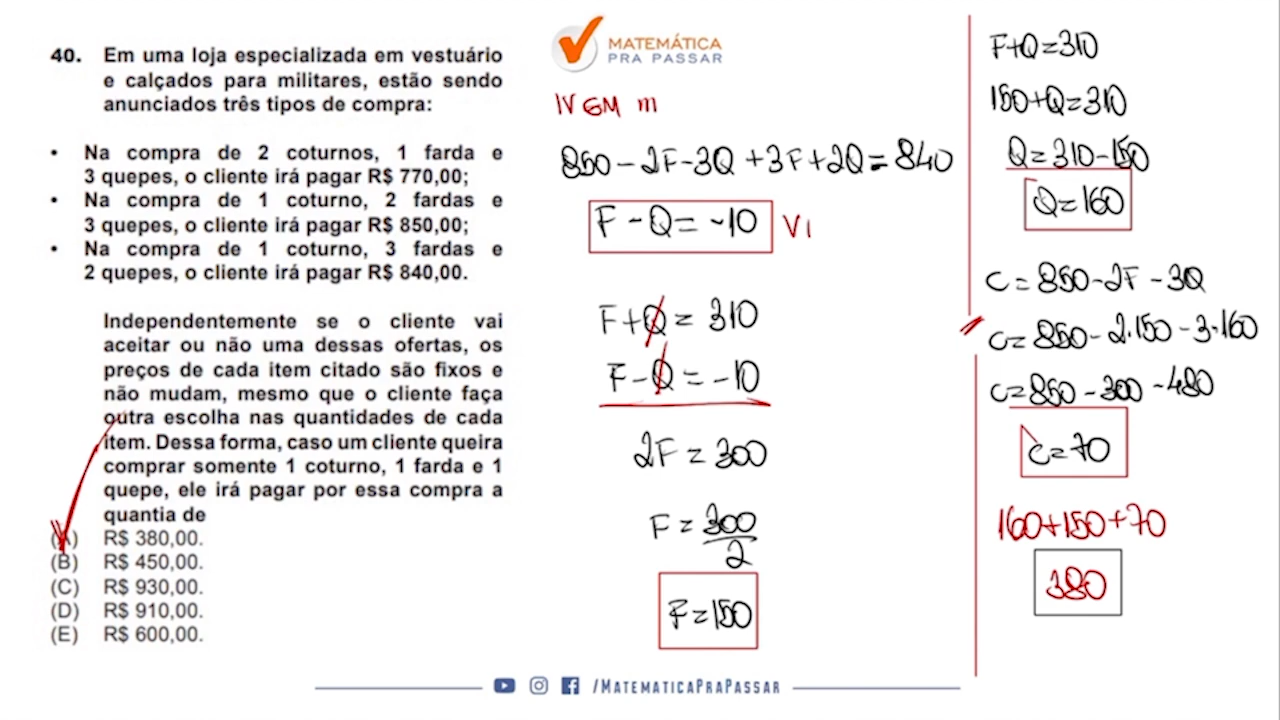 40. Em uma loja especializada em vestuário
e calçados para militares, estão sendo
anunciados três tipos de compra:
• Na compra de 2 coturnos, 1 farda e
3 quepes, o cliente irá pagar R$ 770,00;
• Na compra de 1 coturno, 2 fardas e
3 quepes, o cliente irá pagar R$ 850,00;
• Na compra de 1 coturno, 3 fardas e
2 quepes, o cliente irá pagar R$ 840,00.
Independentemente se o cliente vai
aceitar ou não uma dessas ofertas, os
preços de cada item citado são fixos e
não mudam, mesmo que o cliente faça
outra escolha nas quantidades de cada
item. Dessa forma, caso um cliente queira
comprar somente 1 coturno, 1 farda e 1
quepe, ele irá pagar por essa compra a
quantia de
(A) R$ 380,00.
(B) R$ 450,00.
(C) R$ 930,00.
(D) R$ 910,00.
(E) R$ 600,00.
MATEMÁTICA
PRA PASSAR
IV EM III
850 - 2F - 3Q + 3F + 2Q = 840
F - Q = -10 VI
F + Q = 310
F - Q = -10
2F = 300
F = 300
2
F = 150
F + Q = 310
150 + Q = 310
Q = 310 - 150
Q = 160
C = 850 - 2F - 3Q
C = 850 - 2.150 - 3.160
C = 850 - 300 - 480
C = 70
160 + 150 + 70
380
/MATEMATICAPRAPASSAR